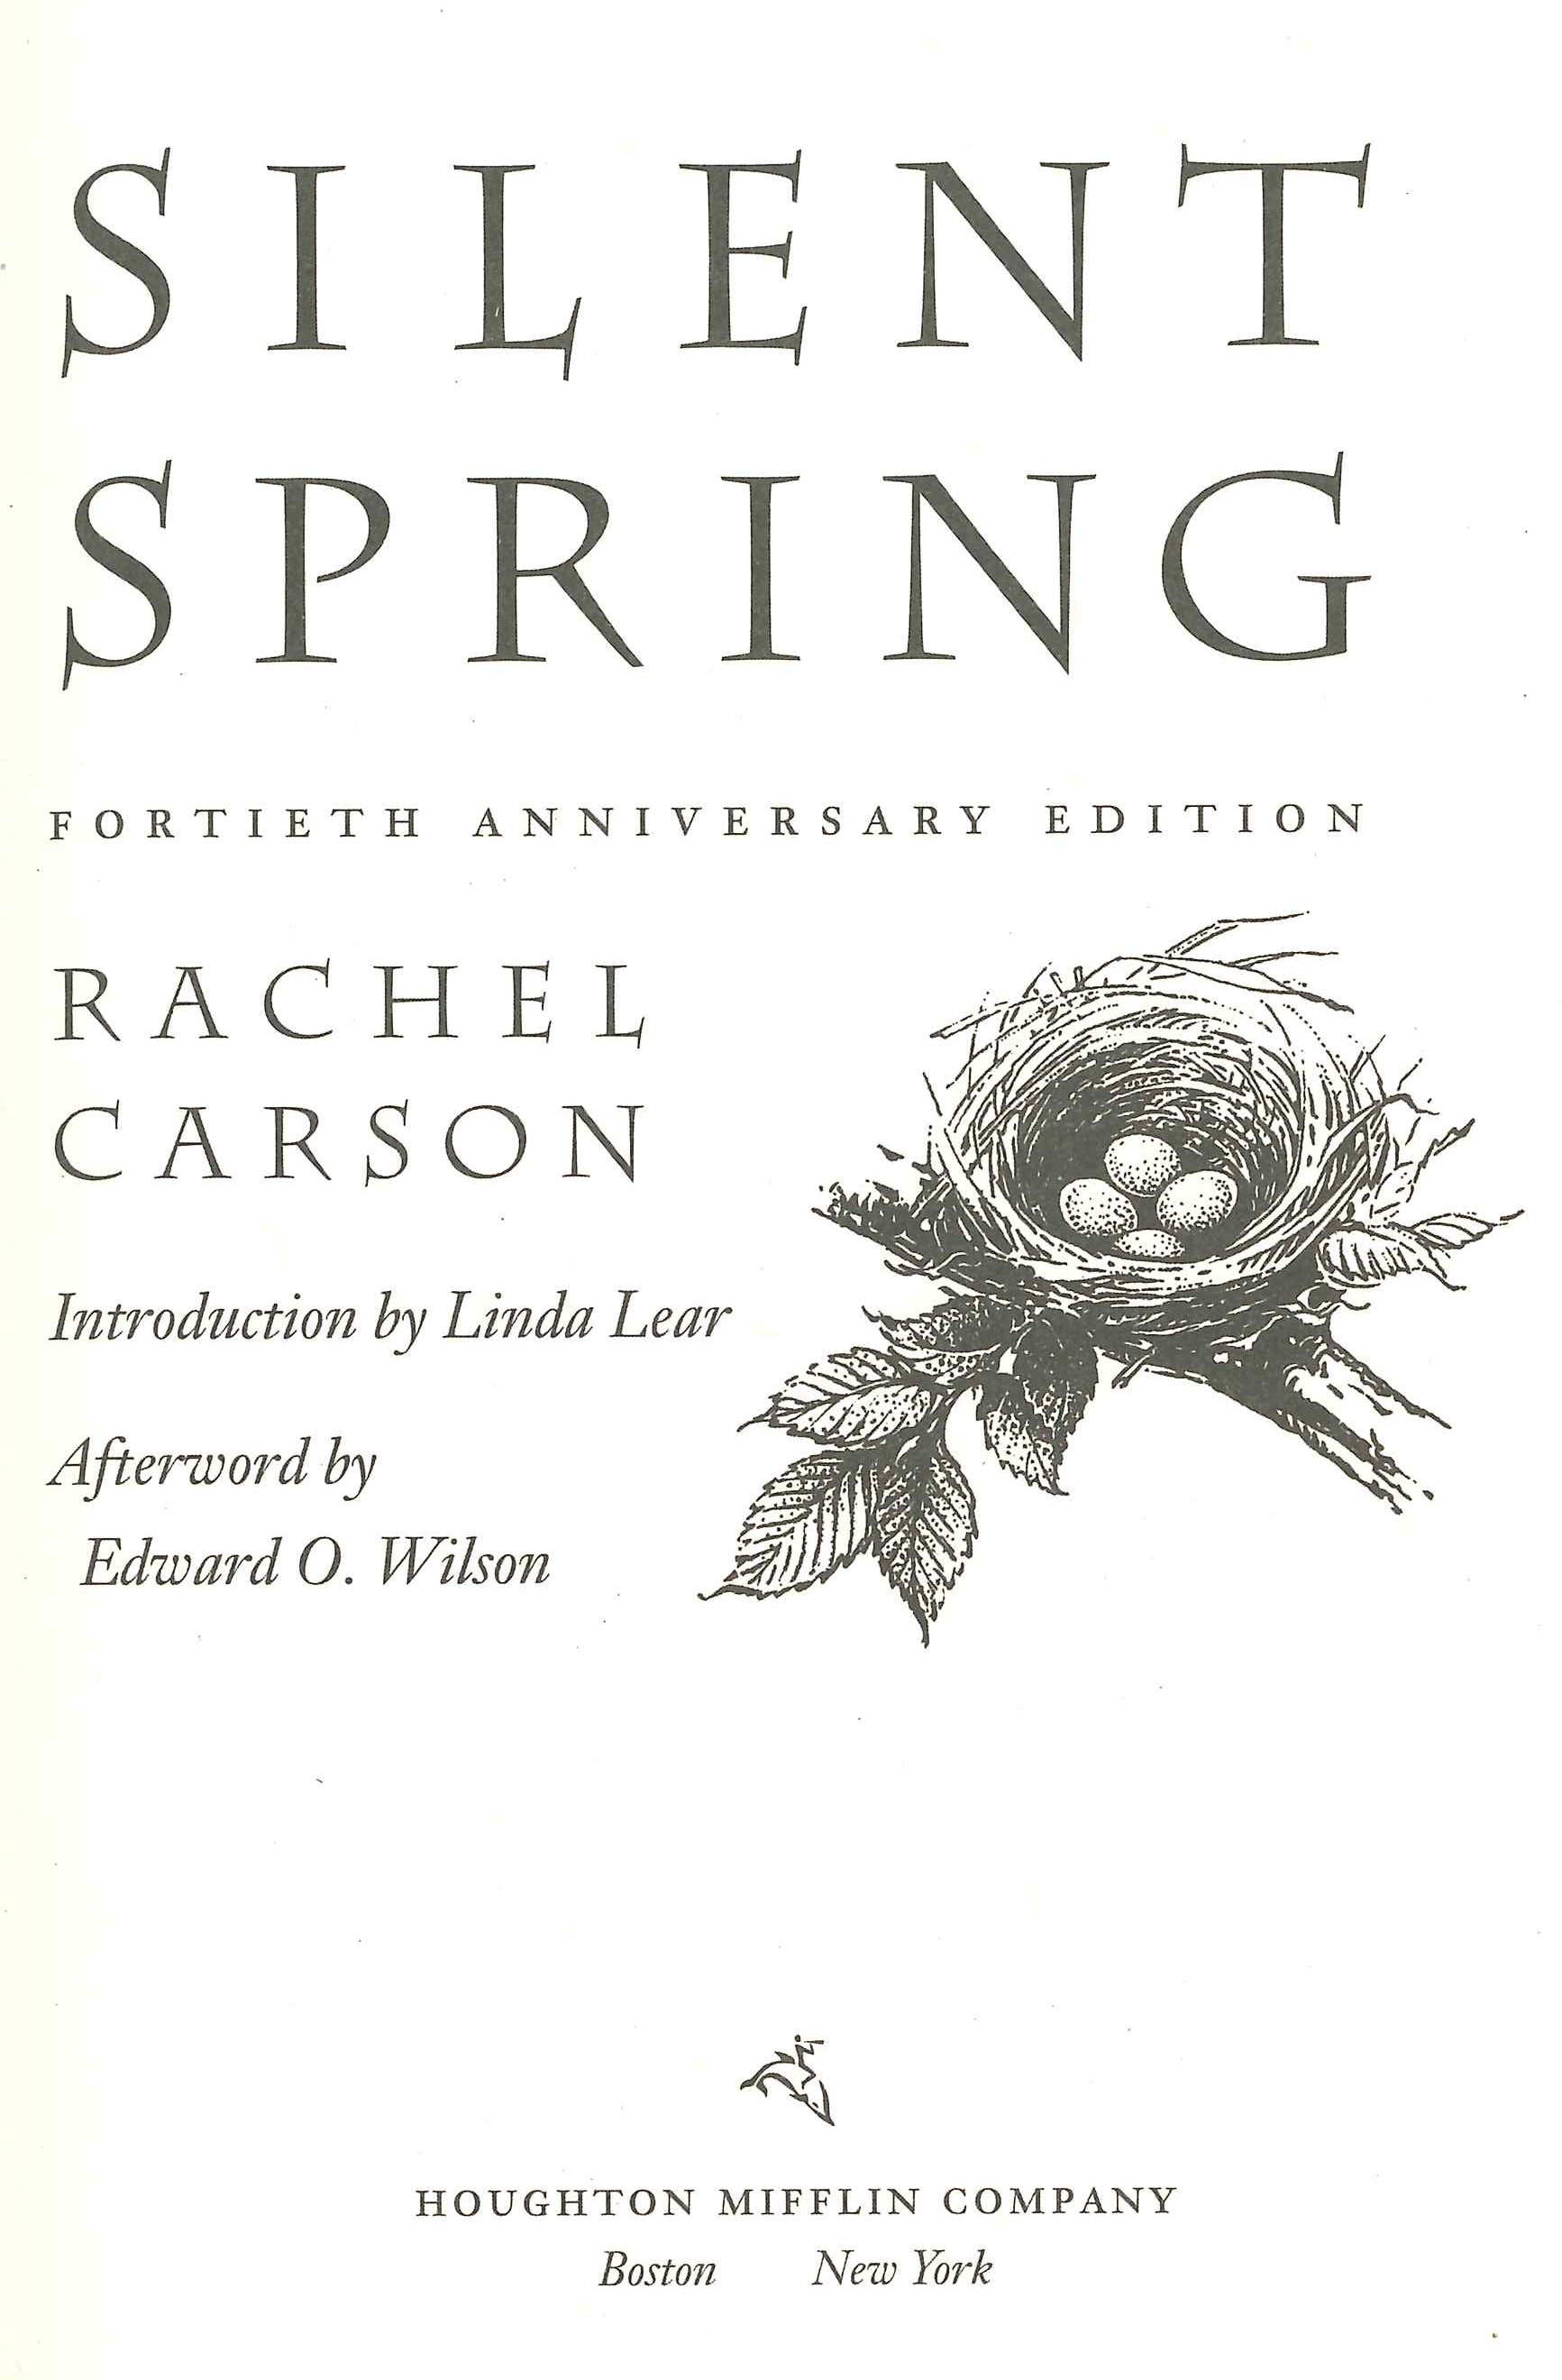 SILENT
SPRING
FORTIETH ANNIVERSARY EDITION
RACHEL
CARSON
Introduction by Linda Lear
Afterword by
Edward O. Wilson
HOUGHTON MIFFLIN COMPANY
Boston New York